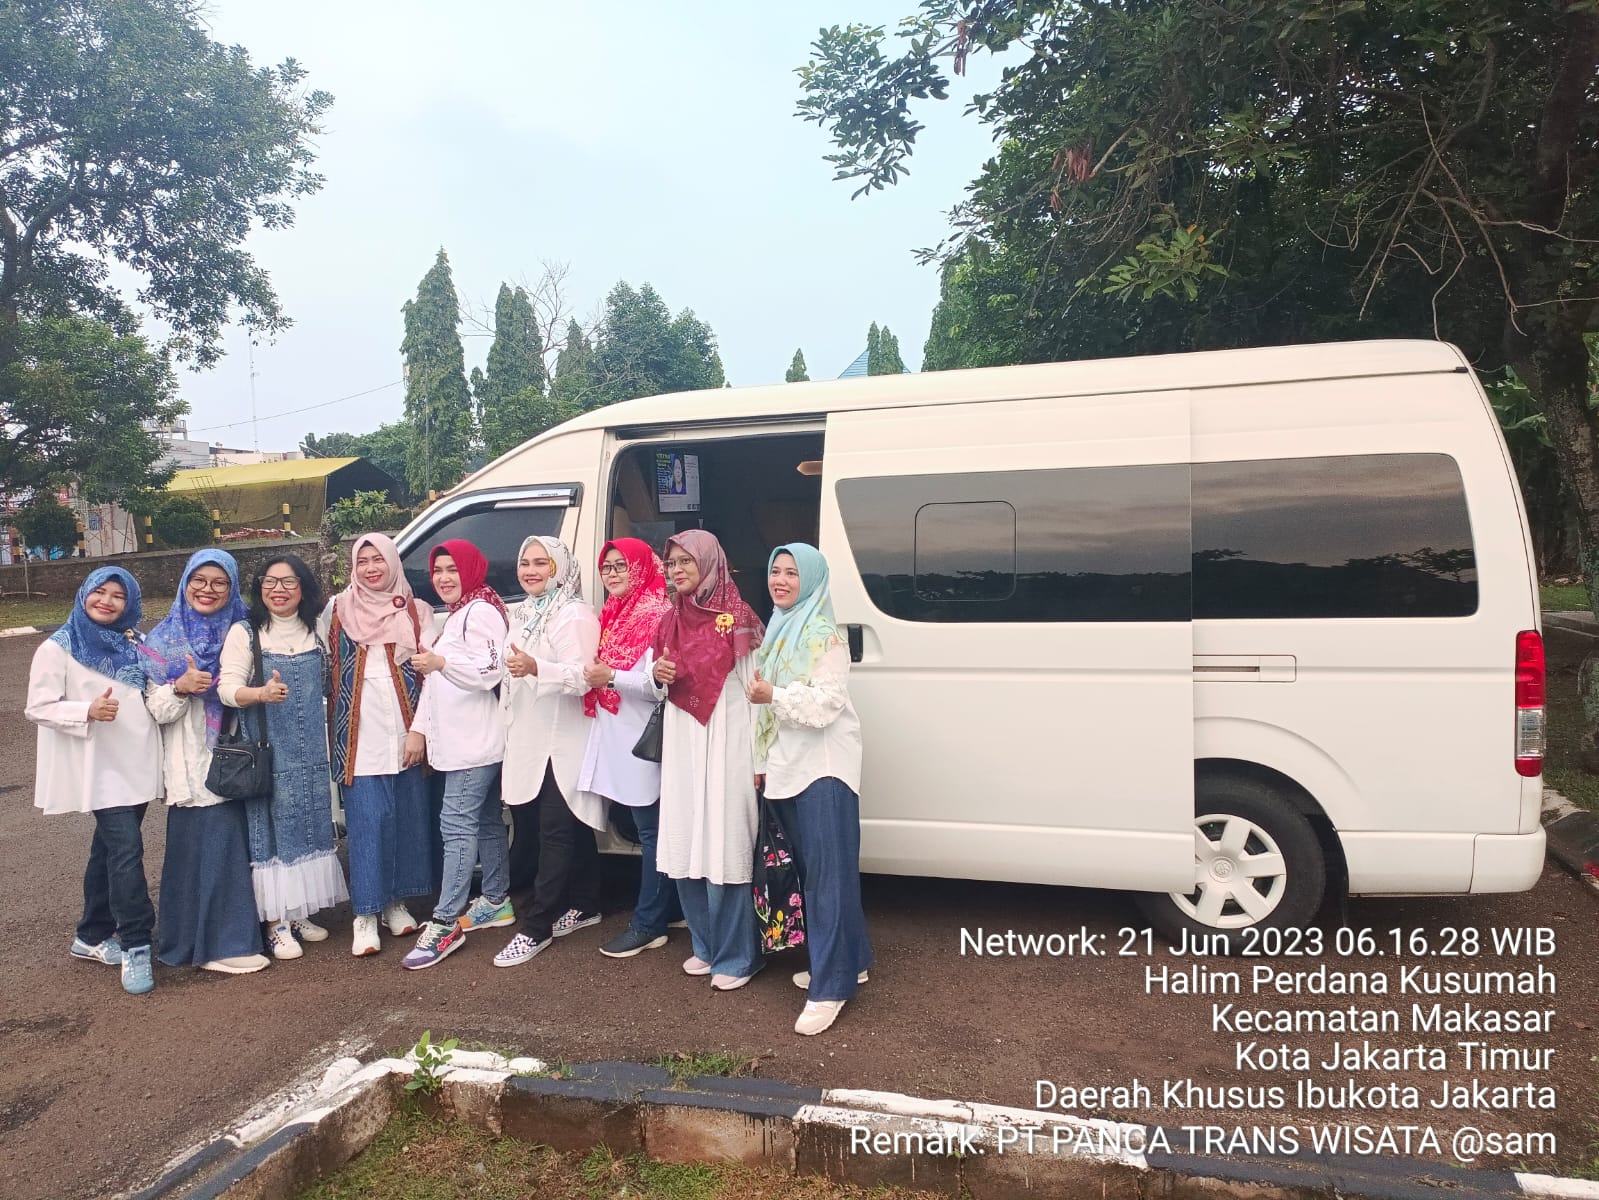 Network: 21 Jun 2023 06.16.28 WIB
Halim Perdana Kusumah
Kecamatan Makasar
Kota Jakarta Timur
Daerah Khusus Ibukota Jakarta
Remark. PT PANCA TRANS WISATA @sam